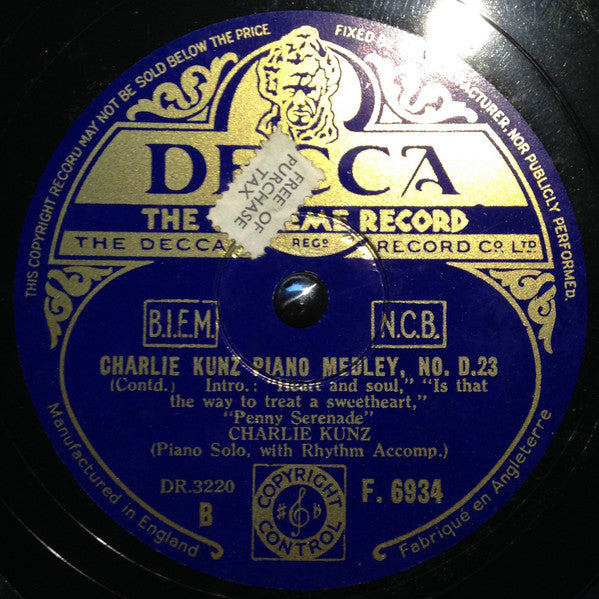 THIS COPYRIGHT RECORD MAY NOT BE SOLD BELOW THE PRICE FIXED
MANUFACTURER, NOR PUBLICLY PERFORMED.
DECCA
FREE OF
PURCHASE
TAX
THE SUPREME RECORD
THE DECCA REGD RECORD CO LTD
B.I.E.M. N.C.B.
CHARLIE KUNZ PIANO MEDLEY, NO. D.23
(Contd.) Intro.: "Heart and soul," "Is that
the way to treat a sweetheart,"
"Penny Serenade"
CHARLIE KUNZ
(Piano Solo, with Rhythm Accomp.)
DR.3220 F. 6934
B
COPYRIGHT
CONTROL
Manufactured in England
Fabriqué en Angleterre